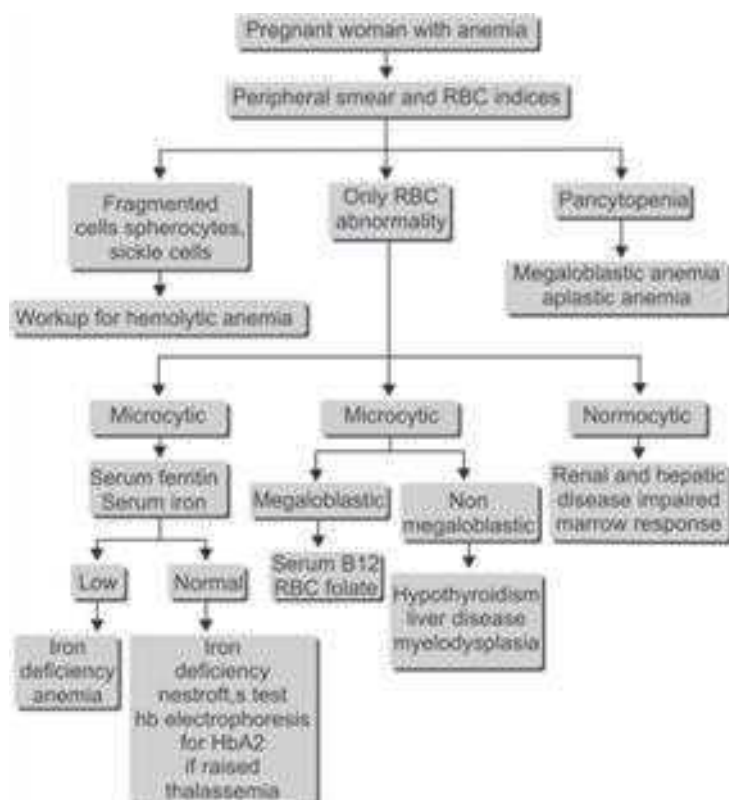 Pregnant woman with anemia
Peripheral smear and RBC indices
Fragmented
cells spherocytes,
sickle cells
Only RBC
abnormality
Pancytopenia
Megaloblastic anemia
aplastic anemia
Workup for hemolytic anemia
Microcytic
Microcytic
Normocytic
Serum ferritin
Serum iron
Megaloblastic
Non
megaloblastic
Renal and hepatic
disease impaired
marrow response
Low
Normal
Serum B12
RBC folate
Hypothyroidism
liver disease
myelodysplasia
Iron
deficiency
anemia
Iron
deficiency
nestroft,s test
hb electrophoresis
for HbA2
if raised
thalassemia